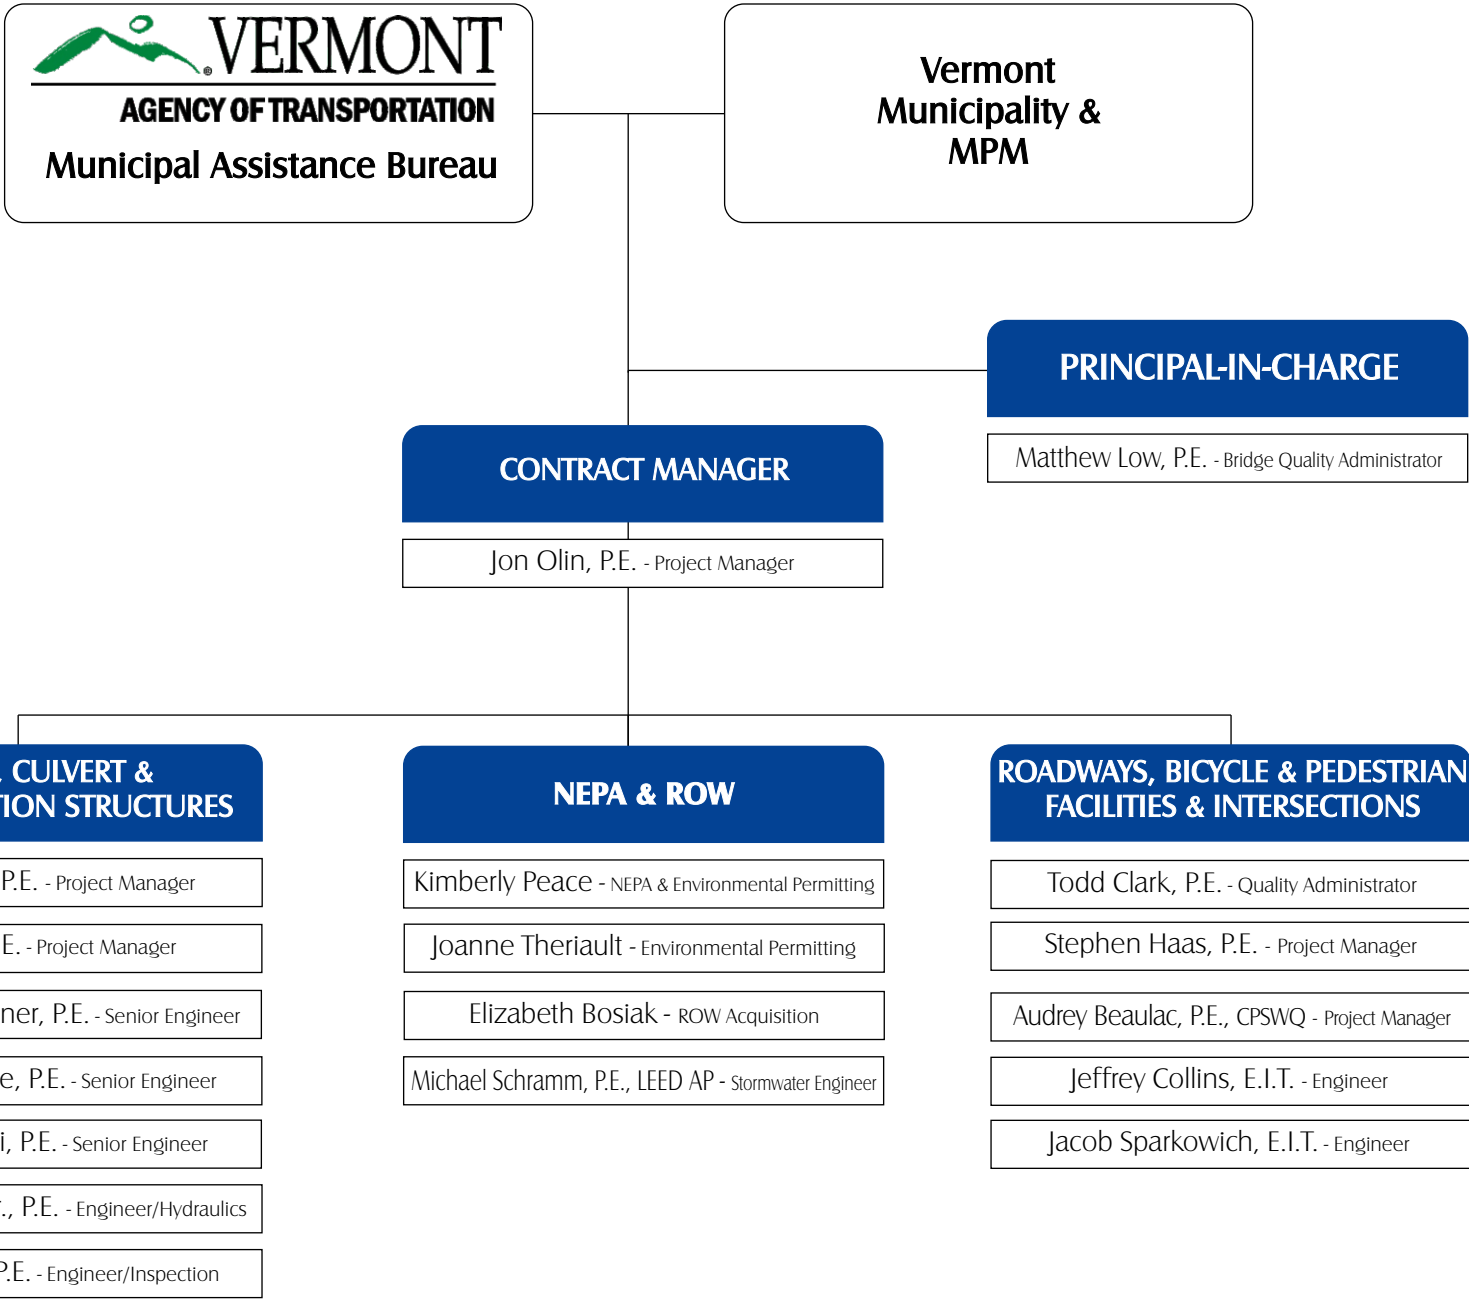 VERMONT
AGENCY OF TRANSPORTATION
Municipal Assistance Bureau
Vermont
Municipality &
MPM
PRINCIPAL-IN-CHARGE
Matthew Low, P.E. - Bridge Quality Administrator
CONTRACT MANAGER
Jon Olin, P.E. - Project Manager
CULVERT &
STRUCTURES
P.E. - Project Manager
- Project Manager
P.E. - Senior Engineer
P.E. - Senior Engineer
P.E. - Senior Engineer
P.E. - Engineer/Hydraulics
P.E. - Engineer/Inspection
NEPA & ROW
Kimberly Peace - NEPA & Environmental Permitting
Joanne Theriault - Environmental Permitting
Elizabeth Bosiak - ROW Acquisition
Michael Schramm, P.E., LEED AP - Stormwater Engineer
ROADWAYS, BICYCLE & PEDESTRIAN
FACILITIES & INTERSECTIONS
Todd Clark, P.E. - Quality Administrator
Stephen Haas, P.E. - Project Manager
Audrey Beaulac, P.E., CPSWQ - Project Manager
Jeffrey Collins, E.I.T. - Engineer
Jacob Sparkowich, E.I.T. - Engineer